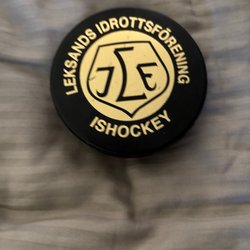 LEKSANDS IDROTTSFÖRENING
LIF
ISHOCKEY